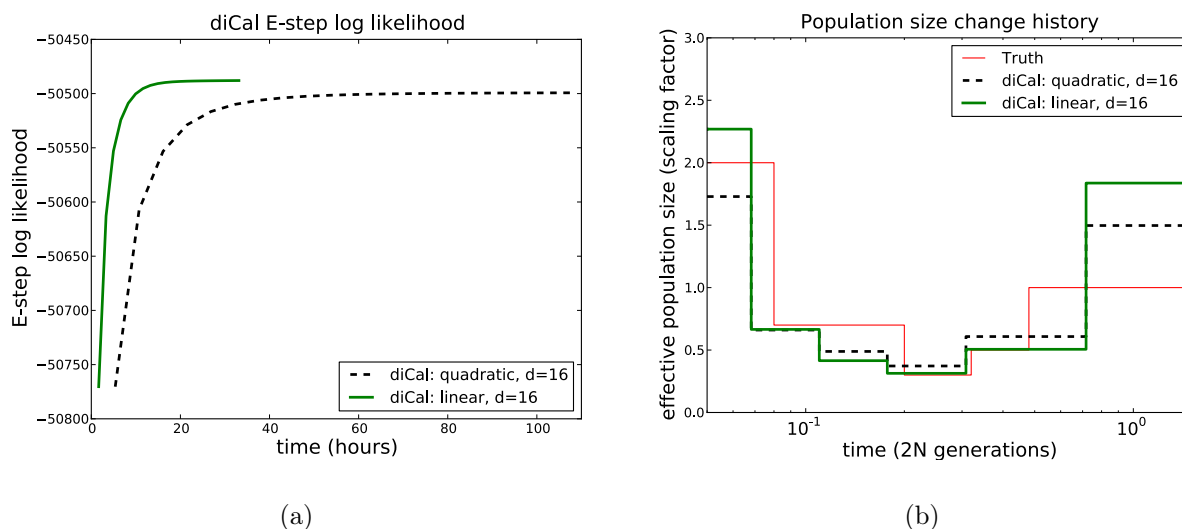 diCal E-step log likelihood
−50450
−50500
−50550
−50600
−50650
−50700
−50750
−50800
E-step log likelihood
0
20
40
60
80
100
time (hours)
diCal: quadratic, d=16
diCal: linear, d=16
(a)
Population size change history
3.0
2.5
2.0
1.5
1.0
0.5
0.0
effective population size (scaling factor)
10⁻¹
10⁰
time (2N generations)
Truth
diCal: quadratic, d=16
diCal: linear, d=16
(b)